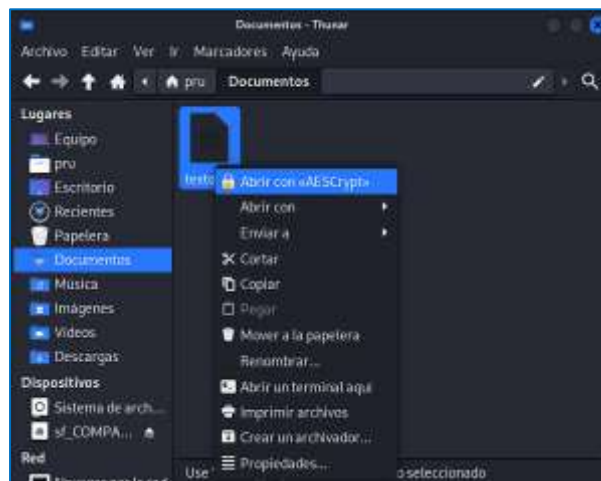 Documentos - Thunar
Archivo Editar Ver Ir Marcadores Ayuda
pru Documentos
Lugares
Equipo
pru
Escritorio
Recientes
Papelera
Documentos
Música
Imágenes
Vídeos
Descargas
Dispositivos
Sistema de arch...
sf_COMPA...
Red
Abrir con «AESCrypt»
Abrir con
Enviar a
Cortar
Copiar
Pegar
Mover a la papelera
Renombrar...
Abrir un terminal aquí
Imprimir archivos
Crear un archivador...
Propiedades...
seleccionado